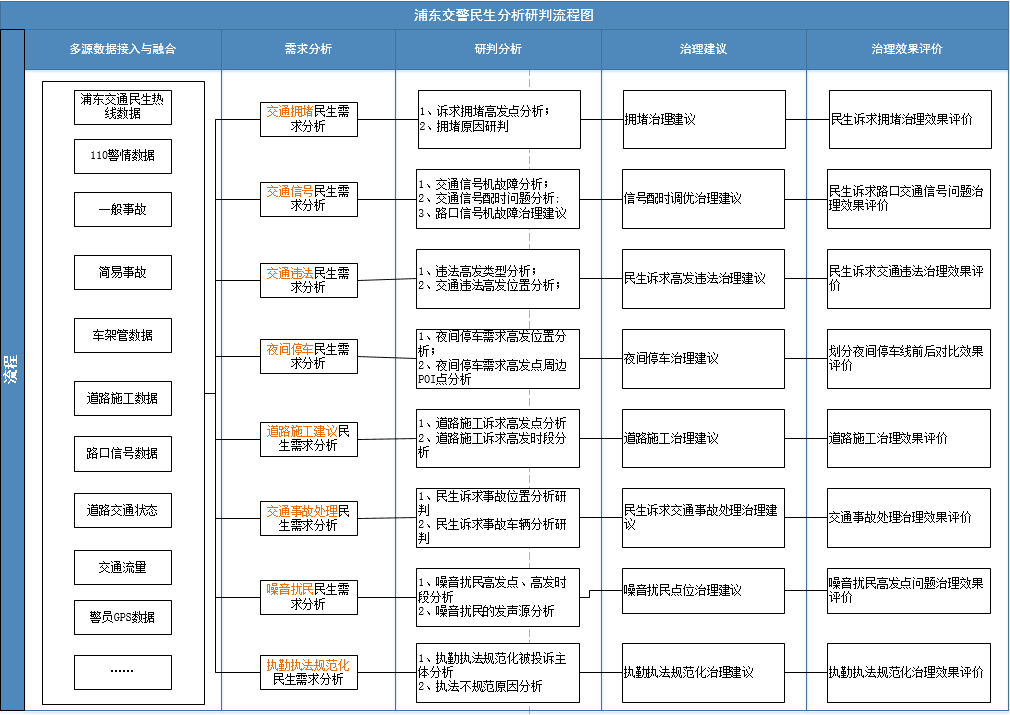 浦东交警民生分析研判流程图
多源数据接入与融合
需求分析
研判分析
治理建议
治理效果评价
流程
浦东交通民生热
线数据
110警情数据
一般事故
简易事故
车架管数据
道路施工数据
路口信号数据
道路交通状态
交通流量
警员GPS数据
......
交通拥堵民生需
求分析
1、诉求拥堵高发点分析；
2、拥堵原因研判
拥堵治理建议
民生诉求拥堵治理效果评价
交通信号民生需
求分析
1、交通信号机故障分析；
2、交通信号配时问题分析:
3、路口信号机故障治理建议
信号配时调优治理建议
民生诉求路口交通信号问题治
理效果评价
交通违法民生需
求分析
1、违法高发类型分析；
2、交通违法高发位置分析；
民生诉求高发违法治理建议
民生诉求交通违法治理效果评
价
夜间停车民生需
求分析
1、夜间停车需求高发位置分
析；
2、夜间停车需求高发点周边
POI点分析
夜间停车治理建议
划分夜间停车线前后对比效果
评价
道路施工建议民
生需求分析
1、道路施工诉求高发点分析
2、道路施工诉求高发时段分
析
道路施工治理建议
道路施工治理效果评价
交通事故处理民
生需求分析
1、民生诉求事故位置分析研
判
2、民生诉求事故车辆分析研
判
民生诉求交通事故处理治理建
议
交通事故处理治理效果评价
噪音扰民民生需
求分析
1、噪音扰民高发点、高发时
段分析
2、噪音扰民的发声源分析
噪音扰民点位治理建议
噪音扰民高发点问题治理效果
评价
执勤执法规范化
民生需求分析
1、执勤执法规范化被投诉主
体分析
2、执法不规范原因分析
执勤执法规范化治理建议
执勤执法规范化治理效果评价